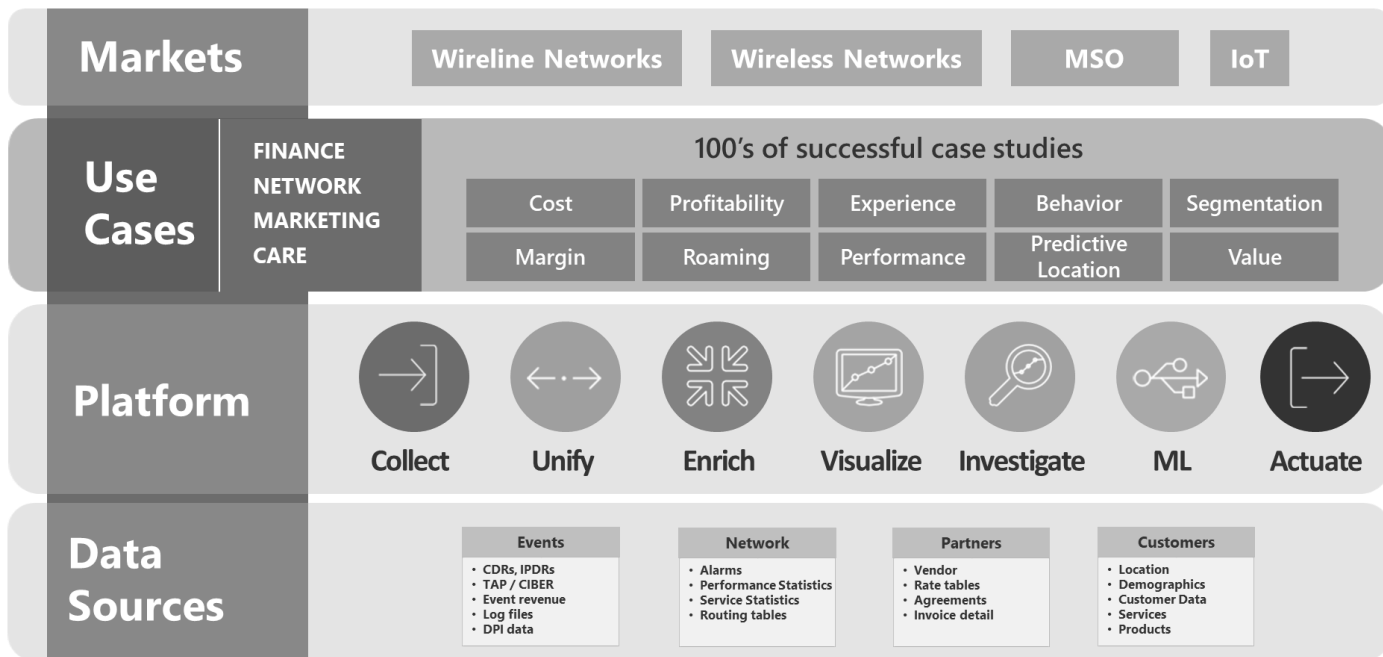 Markets
Wireline Networks
Wireless Networks
MSO
IoT
Use
Cases
FINANCE
NETWORK
MARKETING
CARE
100’s of successful case studies
Cost
Profitability
Experience
Behavior
Segmentation
Margin
Roaming
Performance
Predictive
Location
Value
Platform
Collect
Unify
Enrich
Visualize
Investigate
ML
Actuate
Data
Sources
Events
• CDRs, IPDRs
• TAP / CIBER
• Event revenue
• Log files
• DPI data
Network
• Alarms
• Performance Statistics
• Service Statistics
• Routing tables
Partners
• Vendor
• Rate tables
• Agreements
• Invoice detail
Customers
• Location
• Demographics
• Customer Data
• Services
• Products